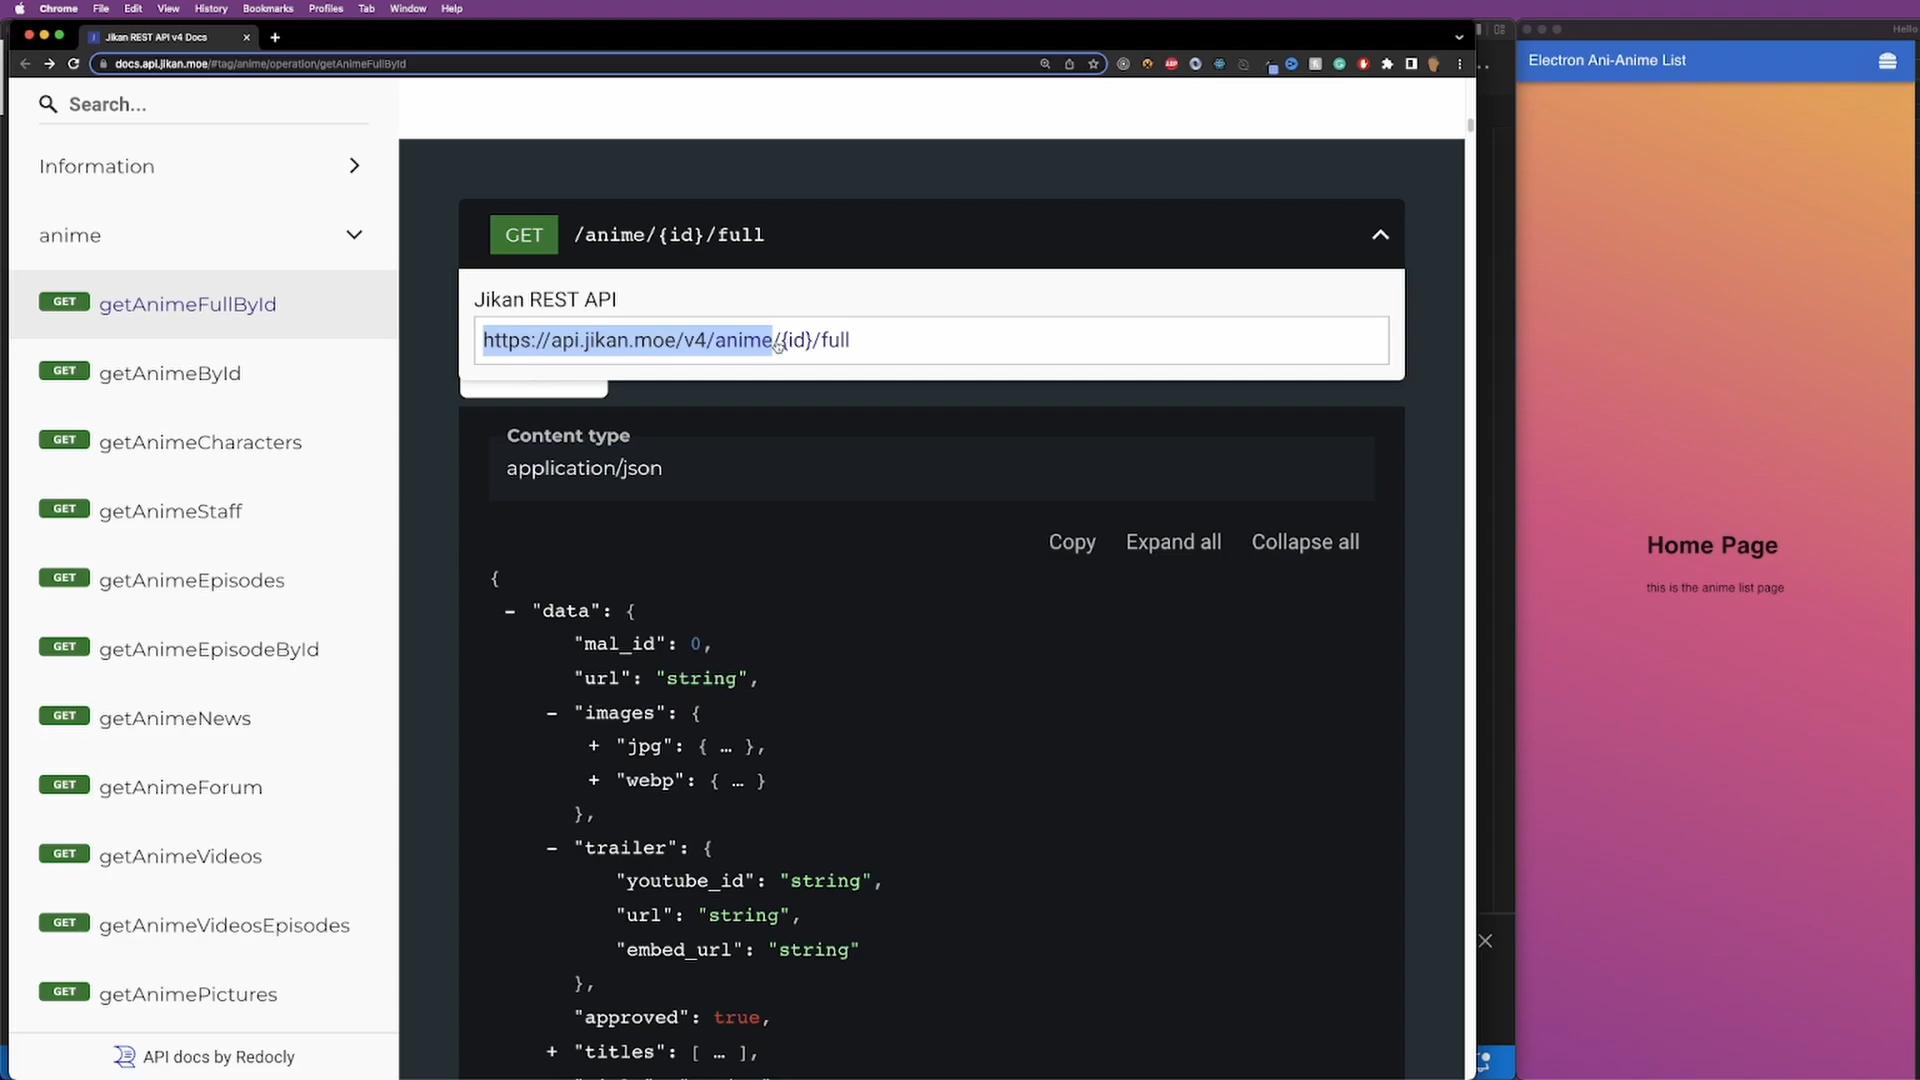 Chrome File Edit View History Bookmarks Profiles Tab Window Help
Jikan REST API v4 Docs
docs.api.jikan.moe/#tag/anime/operation/getAnimeFullById
Search...
Information
anime
GET getAnimeFullById
GET getAnimeById
GET getAnimeCharacters
GET getAnimeStaff
GET getAnimeEpisodes
GET getAnimeEpisodeById
GET getAnimeNews
GET getAnimeForum
GET getAnimeVideos
GET getAnimeVideosEpisodes
GET getAnimePictures
API docs by Redocly
GET /anime/{id}/full
Jikan REST API
https://api.jikan.moe/v4/anime/{id}/full
Content type
application/json
Copy Expand all Collapse all
{
- "data": {
"mal_id": 0,
"url": "string",
- "images": {
+ "jpg": { … },
+ "webp": { … }
},
- "trailer": {
"youtube_id": "string",
"url": "string",
"embed_url": "string"
},
"approved": true,
+ "titles": [ … ],
Hello
Electron Ani-Anime List
Home Page
this is the anime list page